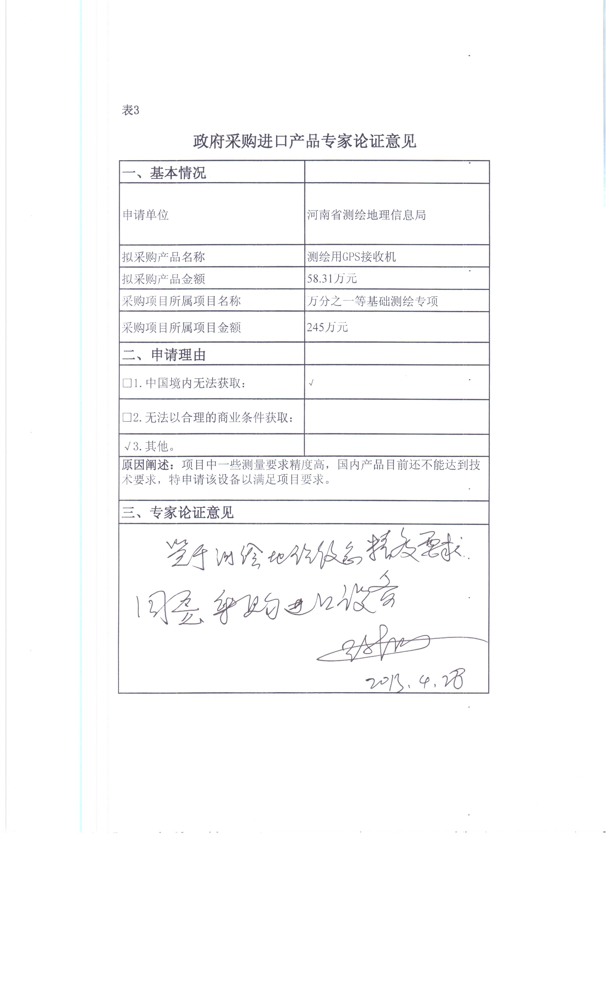 表3
政府采购进口产品专家论证意见
一、基本情况
申请单位 河南省测绘地理信息局
拟采购产品名称 测绘用GPS接收机
拟采购产品金额 58.31万元
采购项目所属项目名称 万分之一等基础测绘专项
采购项目所属项目金额 245万元
二、申请理由
□1.中国境内无法获取： √
□2.无法以合理的商业条件获取：
√3.其他。
原因阐述：项目中一些测量要求精度高，国内产品目前还不能达到技
术要求，特申请该设备以满足项目要求。
三、专家论证意见
鉴于测绘地信 精度要求.
同意采购进口设备
2013.4.28